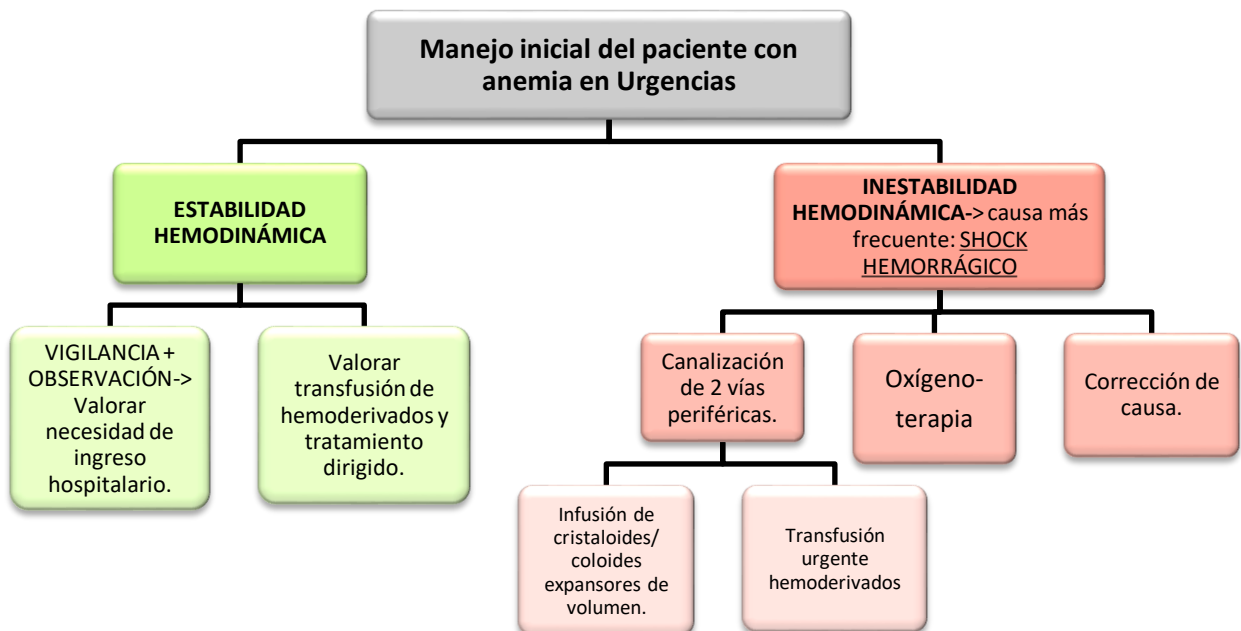 Manejo inicial del paciente con
anemia en Urgencias
ESTABILIDAD
HEMODINÁMICA
INESTABILIDAD
HEMODINÁMICA-> causa más
frecuente: SHOCK
HEMORRÁGICO
VIGILANCIA +
OBSERVACIÓN->
Valorar
necesidad de
ingreso
hospitalario.
Valorar
transfusión de
hemoderivados y
tratamiento
dirigido.
Canalización
de 2 vías
periféricas.
Oxígeno-
terapia
Corrección de
causa.
Infusión de
cristaloides/
coloides
expansores de
volumen.
Transfusión
urgente
hemoderivados